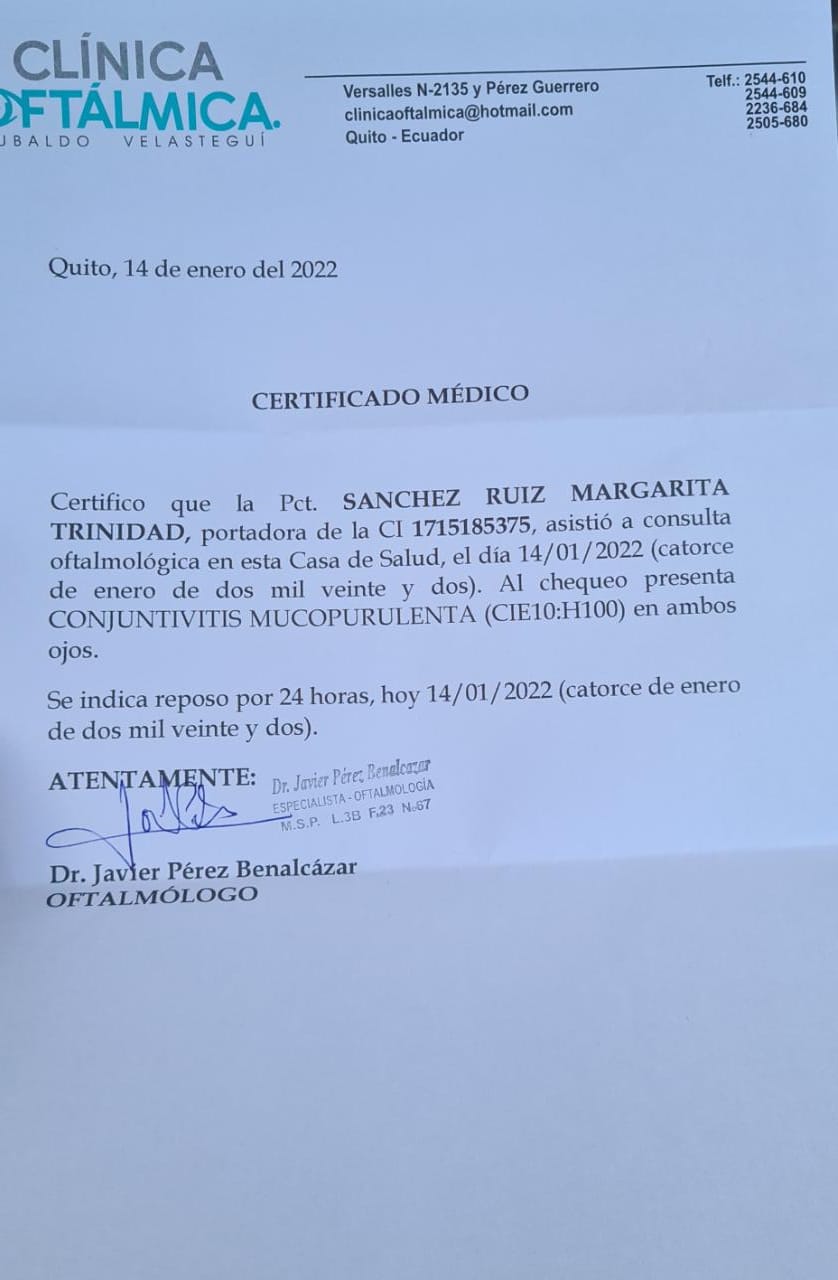 CLÍNICA
OFTÁLMICA.
UBALDO VELASTEGUÍ
Versalles N-2135 y Pérez Guerrero
clinicaoftalmica@hotmail.com
Quito - Ecuador
Telf.: 2544-610
2544-609
2236-684
2505-680
Quito, 14 de enero del 2022
CERTIFICADO MÉDICO
Certifico que la Pct. SANCHEZ RUIZ MARGARITA
TRINIDAD, portadora de la CI 1715185375, asistió a consulta
oftalmológica en esta Casa de Salud, el día 14/01/2022 (catorce
de enero de dos mil veinte y dos). Al chequeo presenta
CONJUNTIVITIS MUCOPURULENTA (CIE10:H100) en ambos
ojos.
Se indica reposo por 24 horas, hoy 14/01/2022 (catorce de enero
de dos mil veinte y dos).
ATENTAMENTE:
Dr. Javier Pérez Benalcazar
ESPECIALISTA - OFTALMOLOGÍA
M.S.P. L.3B F.23 No67
Dr. Javier Pérez Benalcázar
OFTALMÓLOGO